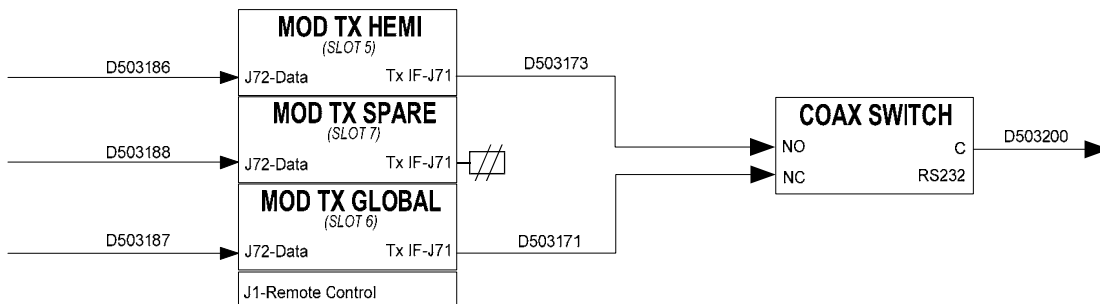 MOD TX HEMI
(SLOT 5)
D503186
J72-Data
Tx IF-J71
D503173
MOD TX SPARE
(SLOT 7)
D503188
J72-Data
Tx IF-J71
MOD TX GLOBAL
(SLOT 6)
D503187
J72-Data
Tx IF-J71
D503171
J1-Remote Control
COAX SWITCH
NO
C
D503200
NC
RS232